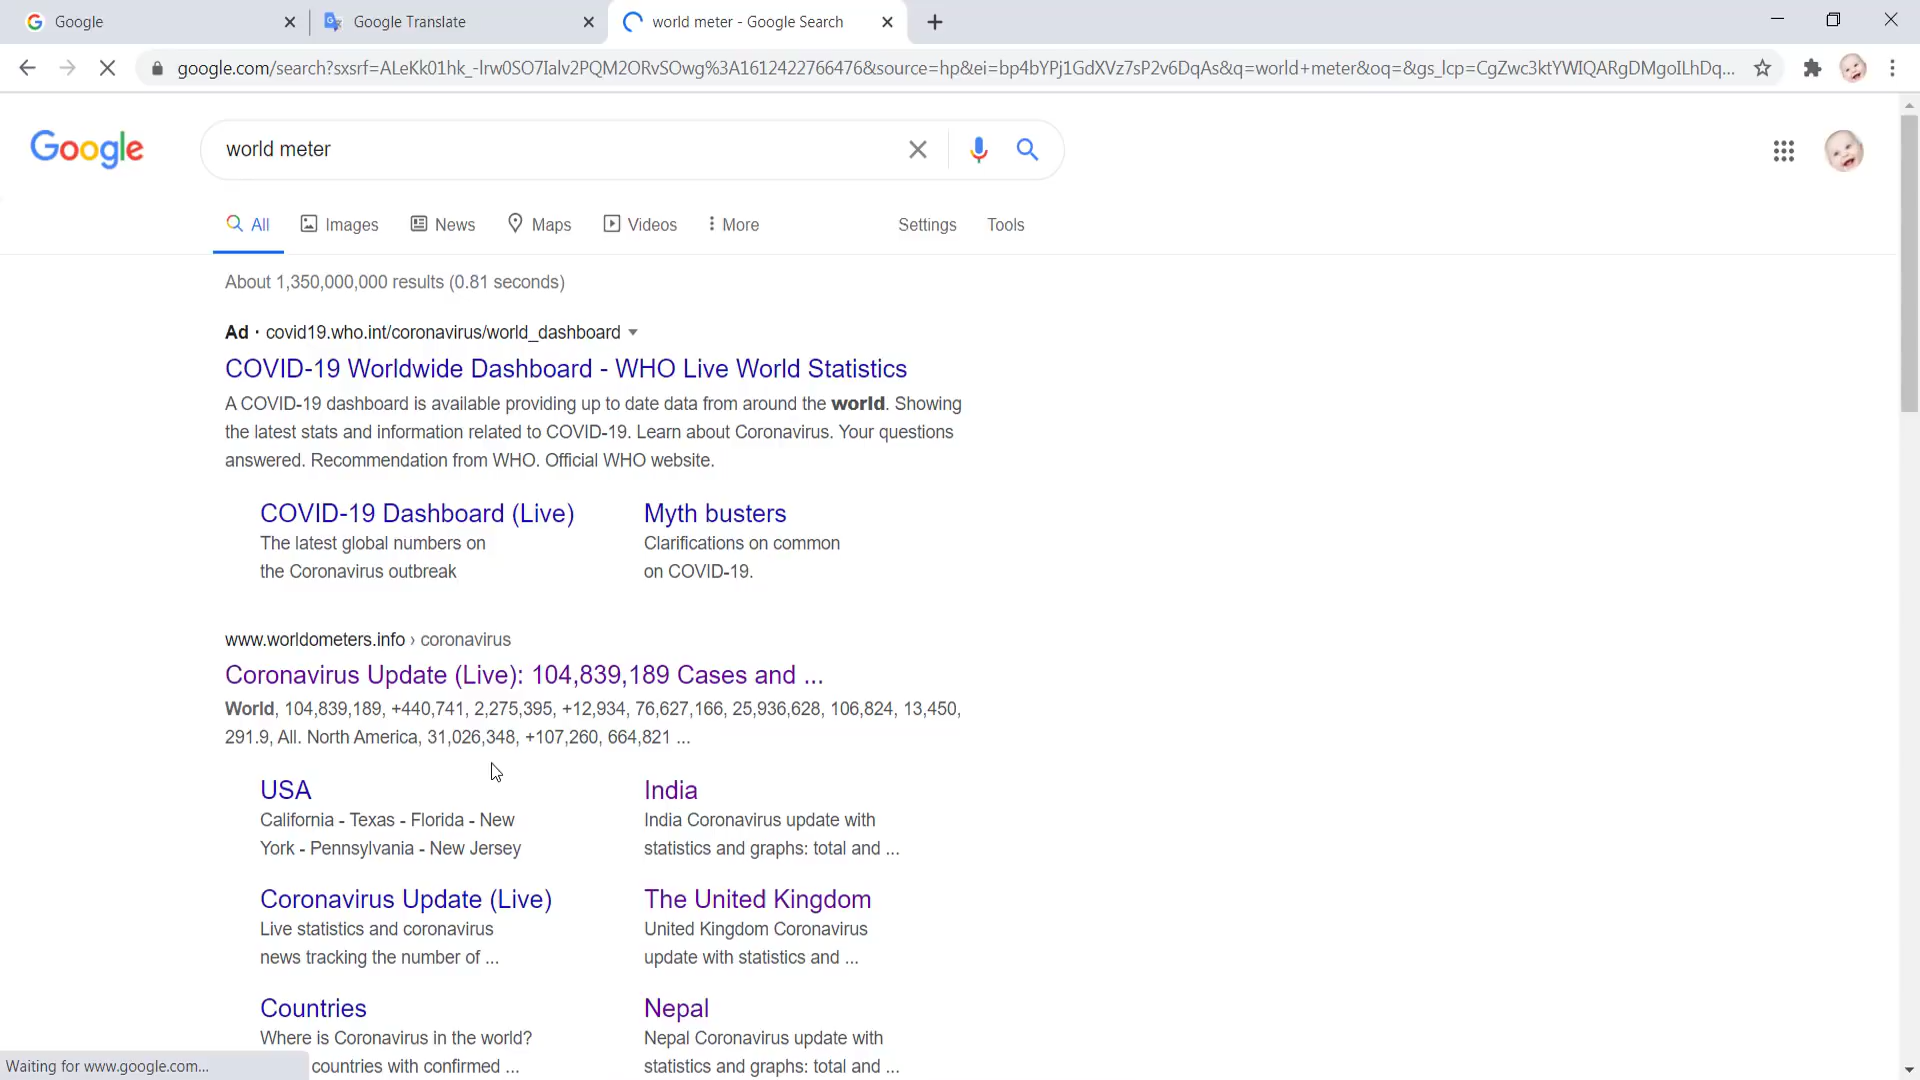 Google
Google Translate
world meter - Google Search
google.com/search?sxsrf=ALeKk01hk_-lrw0SO7Ialv2PQM2ORvSOwg%3A1612422766476&source=hp&ei=bp4bYPj1GdXVz7sP2v6DqAs&q=world+meter&oq=&gs_lcp=CgZwc3ktYWIQARgDMgoILhDq...
Google
world meter
All
Images
News
Maps
Videos
More
Settings
Tools
About 1,350,000,000 results (0.81 seconds)
Ad · covid19.who.int/coronavirus/world_dashboard
COVID-19 Worldwide Dashboard - WHO Live World Statistics
A COVID-19 dashboard is available providing up to date data from around the world. Showing
the latest stats and information related to COVID-19. Learn about Coronavirus. Your questions
answered. Recommendation from WHO. Official WHO website.
COVID-19 Dashboard (Live)
The latest global numbers on
the Coronavirus outbreak
Myth busters
Clarifications on common
on COVID-19.
www.worldometers.info › coronavirus
Coronavirus Update (Live): 104,839,189 Cases and ...
World, 104,839,189, +440,741, 2,275,395, +12,934, 76,627,166, 25,936,628, 106,824, 13,450,
291.9, All. North America, 31,026,348, +107,260, 664,821 ...
USA
California - Texas - Florida - New
York - Pennsylvania - New Jersey
India
India Coronavirus update with
statistics and graphs: total and ...
Coronavirus Update (Live)
Live statistics and coronavirus
news tracking the number of ...
The United Kingdom
United Kingdom Coronavirus
update with statistics and ...
Countries
Where is Coronavirus in the world?
countries with confirmed ...
Nepal
Nepal Coronavirus update with
statistics and graphs: total and ...
Waiting for www.google.com...